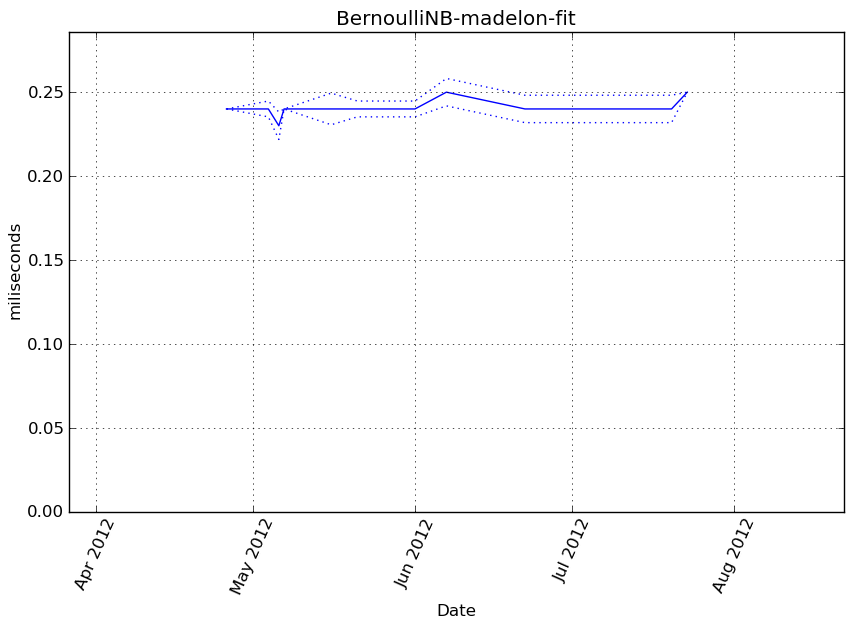 BernoulliNB-madelon-fit
0.25
0.20
0.15
0.10
0.05
0.00
miliseconds
Apr 2012
May 2012
Jun 2012
Jul 2012
Aug 2012
Date